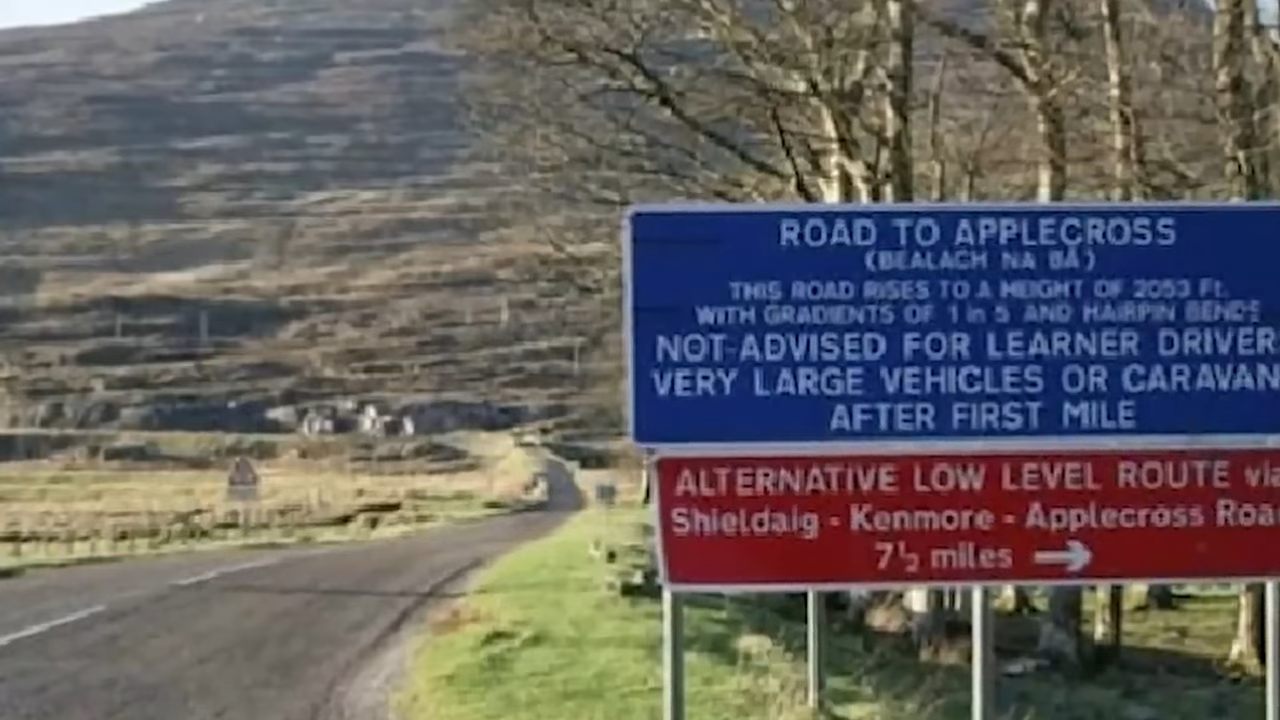 ROAD TO APPLECROSS
(BEALACH NA BÀ)
THIS ROAD RISES TO A HEIGHT OF 2053 Ft.
WITH GRADIENTS OF 1 in 5 AND HAIRPIN BENDS
NOT ADVISED FOR LEARNER DRIVER
VERY LARGE VEHICLES OR CARAVAN
AFTER FIRST MILE
ALTERNATIVE LOW LEVEL ROUTE via
Shieldaig - Kenmore - Applecross Roa
7½ miles →